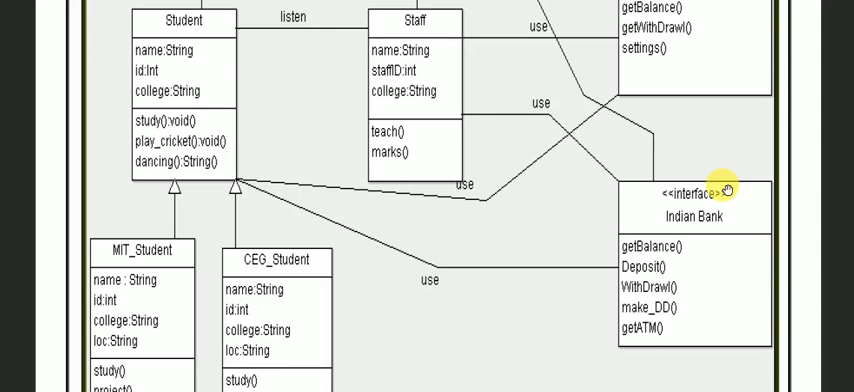 Student
name:String
id:Int
college:String
study():void()
play_cricket():void()
dancing():String()
listen
Staff
name:String
staffID:int
college:String
teach()
marks()
use
use
use
use
getBalance()
getWithDrawl()
settings()
<<interface>>
Indian Bank
getBalance()
Deposit()
WithDrawl()
make_DD()
getATM()
MIT_Student
name : String
id:int
college:String
loc:String
study()
project()
CEG_Student
name:String
id:int
college:String
loc:String
study()